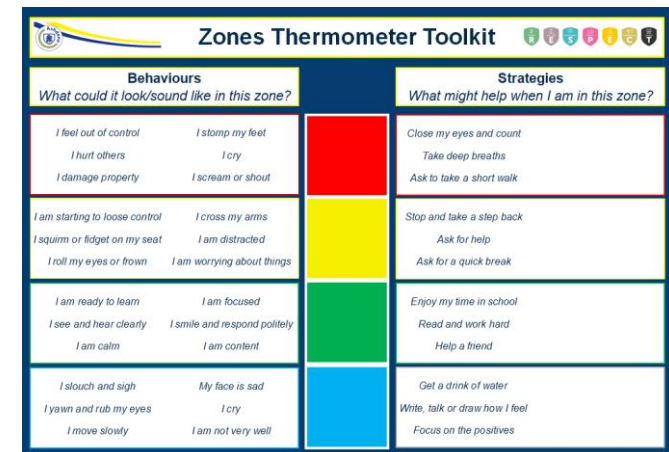 Zones Thermometer Toolkit
R E S P E C T
Behaviours
What could it look/sound like in this zone?
Strategies
What might help when I am in this zone?
I feel out of control I stomp my feet
I hurt others I cry
I damage property I scream or shout
Close my eyes and count
Take deep breaths
Ask to take a short walk
I am starting to loose control I cross my arms
I squirm or fidget on my seat I am distracted
I roll my eyes or frown I am worrying about things
Stop and take a step back
Ask for help
Ask for a quick break
I am ready to learn I am focused
I see and hear clearly I smile and respond politely
I am calm I am content
Enjoy my time in school
Read and work hard
Help a friend
I slouch and sigh My face is sad
I yawn and rub my eyes I cry
I move slowly I am not very well
Get a drink of water
Write, talk or draw how I feel
Focus on the positives